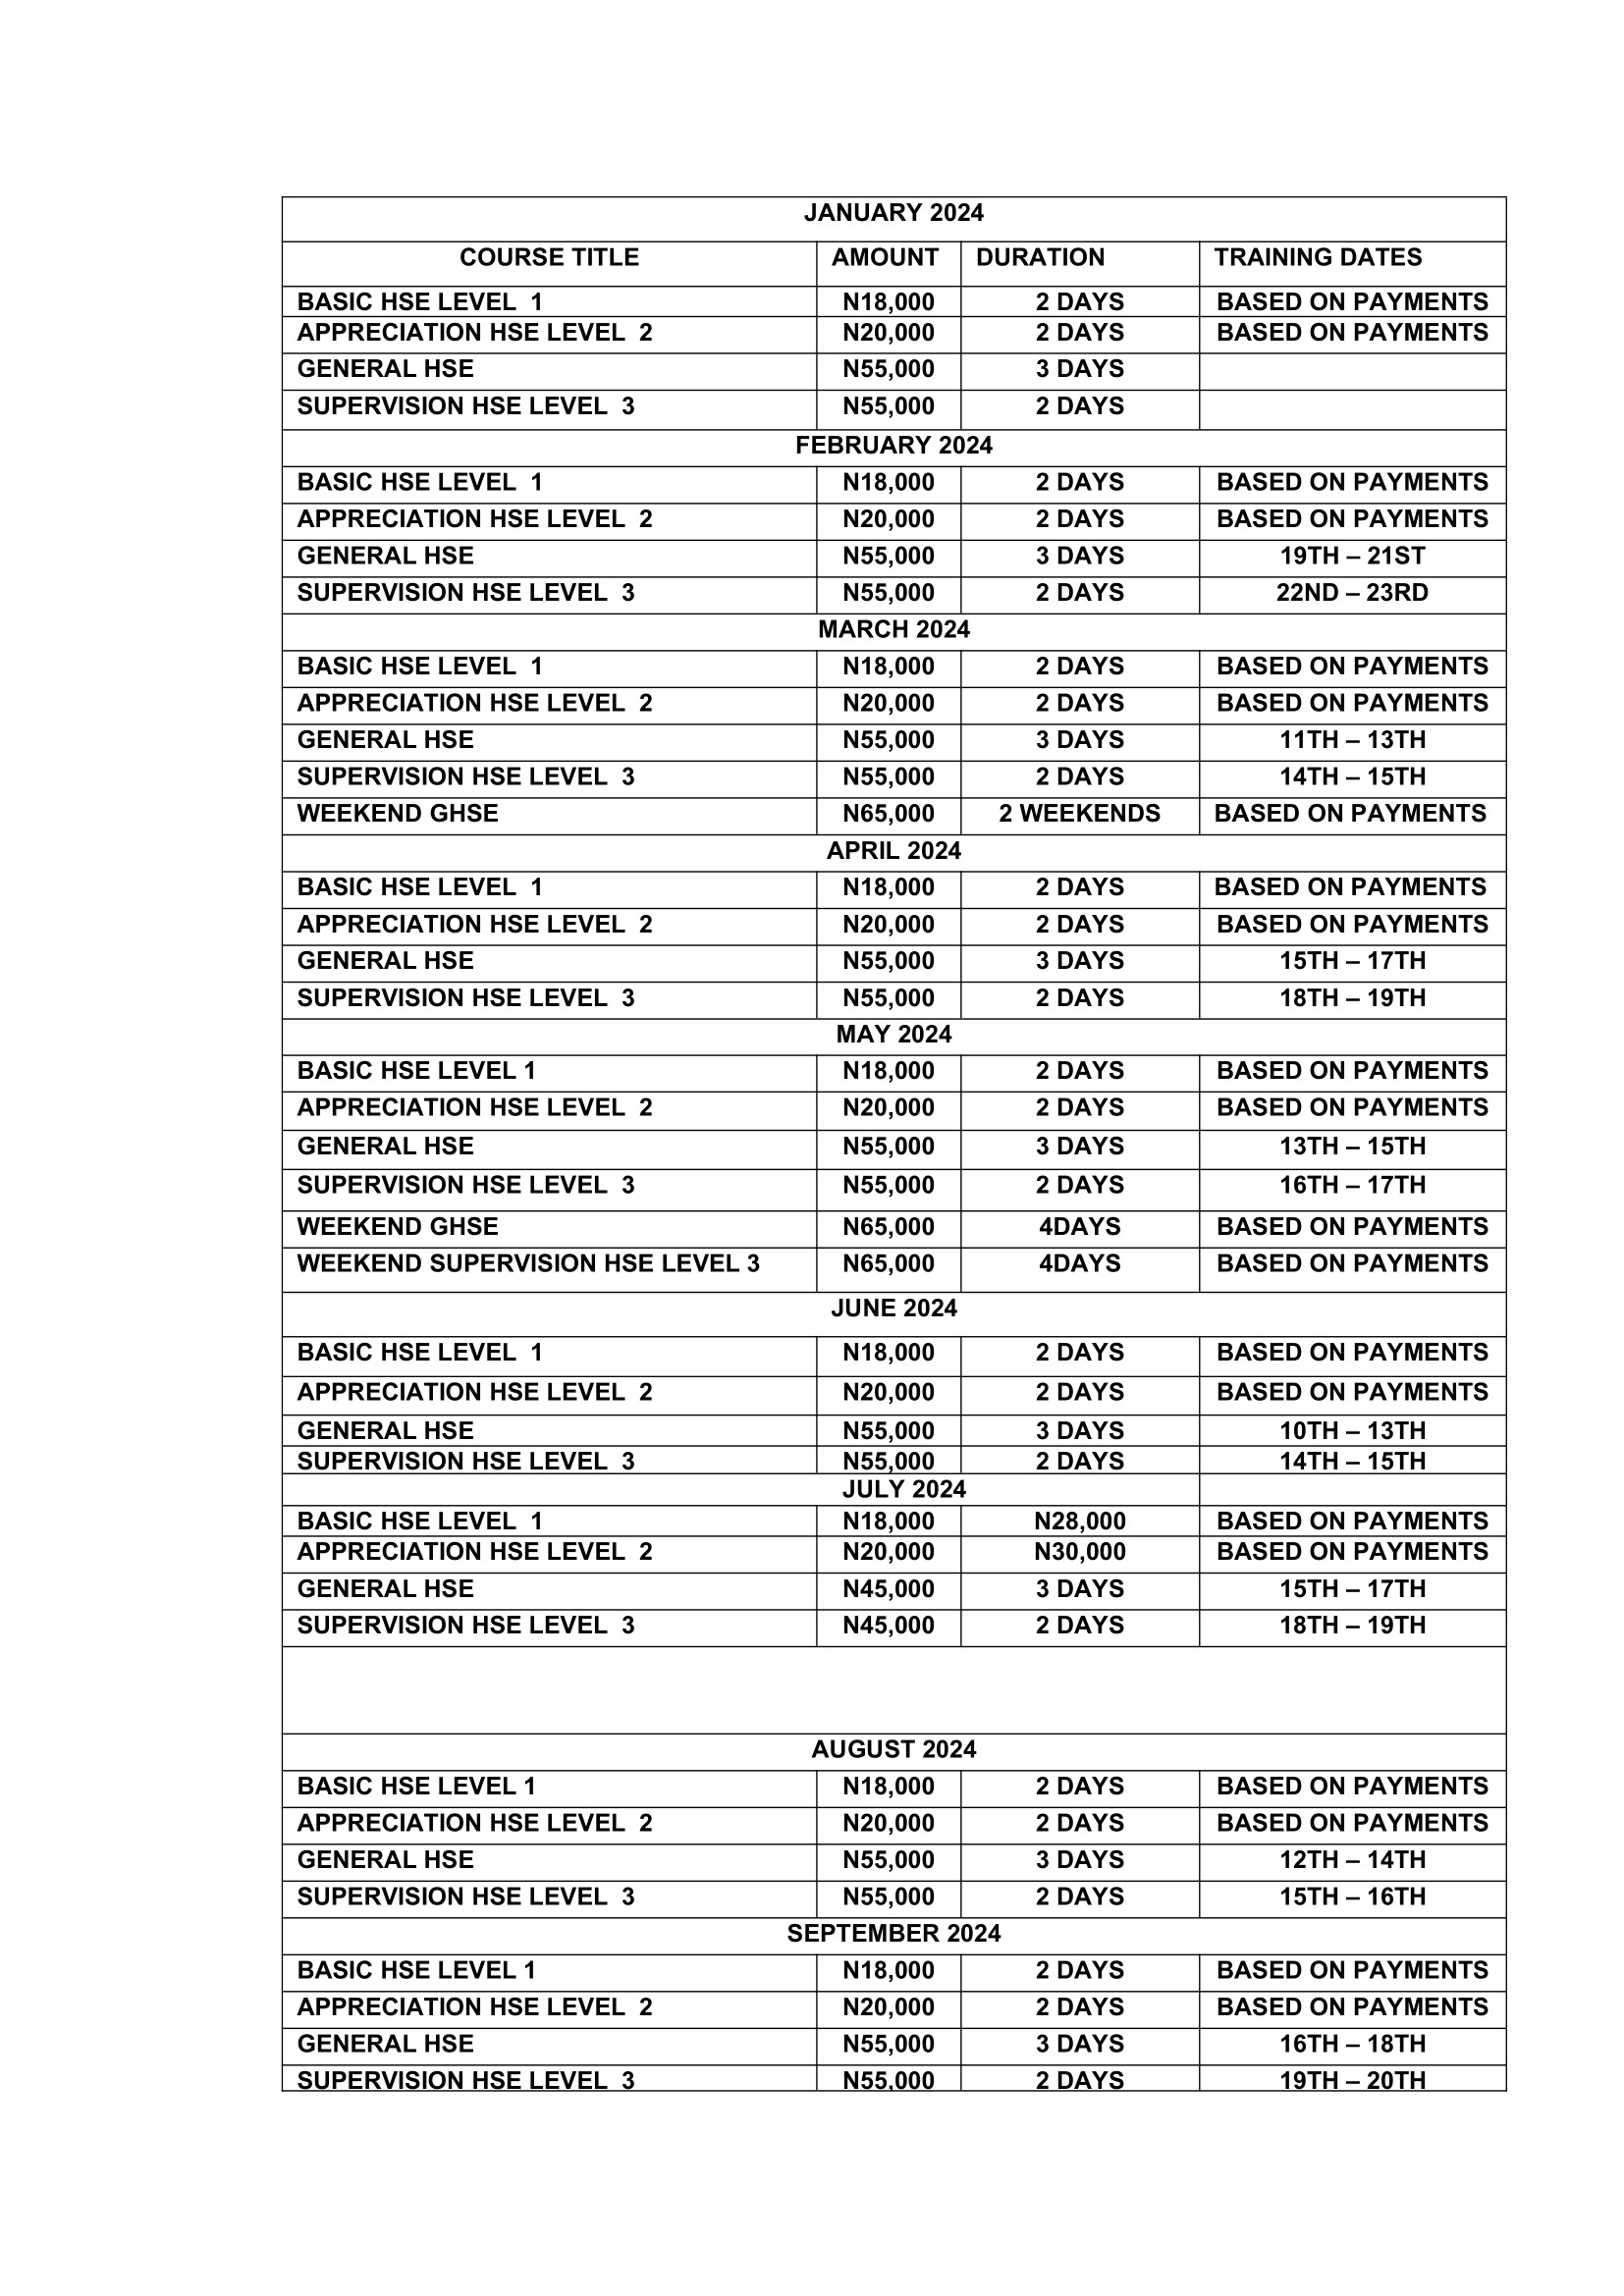 JANUARY 2024
COURSE TITLE AMOUNT DURATION TRAINING DATES
BASIC HSE LEVEL 1 N18,000 2 DAYS BASED ON PAYMENTS
APPRECIATION HSE LEVEL 2 N20,000 2 DAYS BASED ON PAYMENTS
GENERAL HSE N55,000 3 DAYS
SUPERVISION HSE LEVEL 3 N55,000 2 DAYS
FEBRUARY 2024
BASIC HSE LEVEL 1 N18,000 2 DAYS BASED ON PAYMENTS
APPRECIATION HSE LEVEL 2 N20,000 2 DAYS BASED ON PAYMENTS
GENERAL HSE N55,000 3 DAYS 19TH – 21ST
SUPERVISION HSE LEVEL 3 N55,000 2 DAYS 22ND – 23RD
MARCH 2024
BASIC HSE LEVEL 1 N18,000 2 DAYS BASED ON PAYMENTS
APPRECIATION HSE LEVEL 2 N20,000 2 DAYS BASED ON PAYMENTS
GENERAL HSE N55,000 3 DAYS 11TH – 13TH
SUPERVISION HSE LEVEL 3 N55,000 2 DAYS 14TH – 15TH
WEEKEND GHSE N65,000 2 WEEKENDS BASED ON PAYMENTS
APRIL 2024
BASIC HSE LEVEL 1 N18,000 2 DAYS BASED ON PAYMENTS
APPRECIATION HSE LEVEL 2 N20,000 2 DAYS BASED ON PAYMENTS
GENERAL HSE N55,000 3 DAYS 15TH – 17TH
SUPERVISION HSE LEVEL 3 N55,000 2 DAYS 18TH – 19TH
MAY 2024
BASIC HSE LEVEL 1 N18,000 2 DAYS BASED ON PAYMENTS
APPRECIATION HSE LEVEL 2 N20,000 2 DAYS BASED ON PAYMENTS
GENERAL HSE N55,000 3 DAYS 13TH – 15TH
SUPERVISION HSE LEVEL 3 N55,000 2 DAYS 16TH – 17TH
WEEKEND GHSE N65,000 4DAYS BASED ON PAYMENTS
WEEKEND SUPERVISION HSE LEVEL 3 N65,000 4DAYS BASED ON PAYMENTS
JUNE 2024
BASIC HSE LEVEL 1 N18,000 2 DAYS BASED ON PAYMENTS
APPRECIATION HSE LEVEL 2 N20,000 2 DAYS BASED ON PAYMENTS
GENERAL HSE N55,000 3 DAYS 10TH – 13TH
SUPERVISION HSE LEVEL 3 N55,000 2 DAYS 14TH – 15TH
JULY 2024
BASIC HSE LEVEL 1 N18,000 N28,000 BASED ON PAYMENTS
APPRECIATION HSE LEVEL 2 N20,000 N30,000 BASED ON PAYMENTS
GENERAL HSE N45,000 3 DAYS 15TH – 17TH
SUPERVISION HSE LEVEL 3 N45,000 2 DAYS 18TH – 19TH
AUGUST 2024
BASIC HSE LEVEL 1 N18,000 2 DAYS BASED ON PAYMENTS
APPRECIATION HSE LEVEL 2 N20,000 2 DAYS BASED ON PAYMENTS
GENERAL HSE N55,000 3 DAYS 12TH – 14TH
SUPERVISION HSE LEVEL 3 N55,000 2 DAYS 15TH – 16TH
SEPTEMBER 2024
BASIC HSE LEVEL 1 N18,000 2 DAYS BASED ON PAYMENTS
APPRECIATION HSE LEVEL 2 N20,000 2 DAYS BASED ON PAYMENTS
GENERAL HSE N55,000 3 DAYS 16TH – 18TH
SUPERVISION HSE LEVEL 3 N55,000 2 DAYS 19TH – 20TH